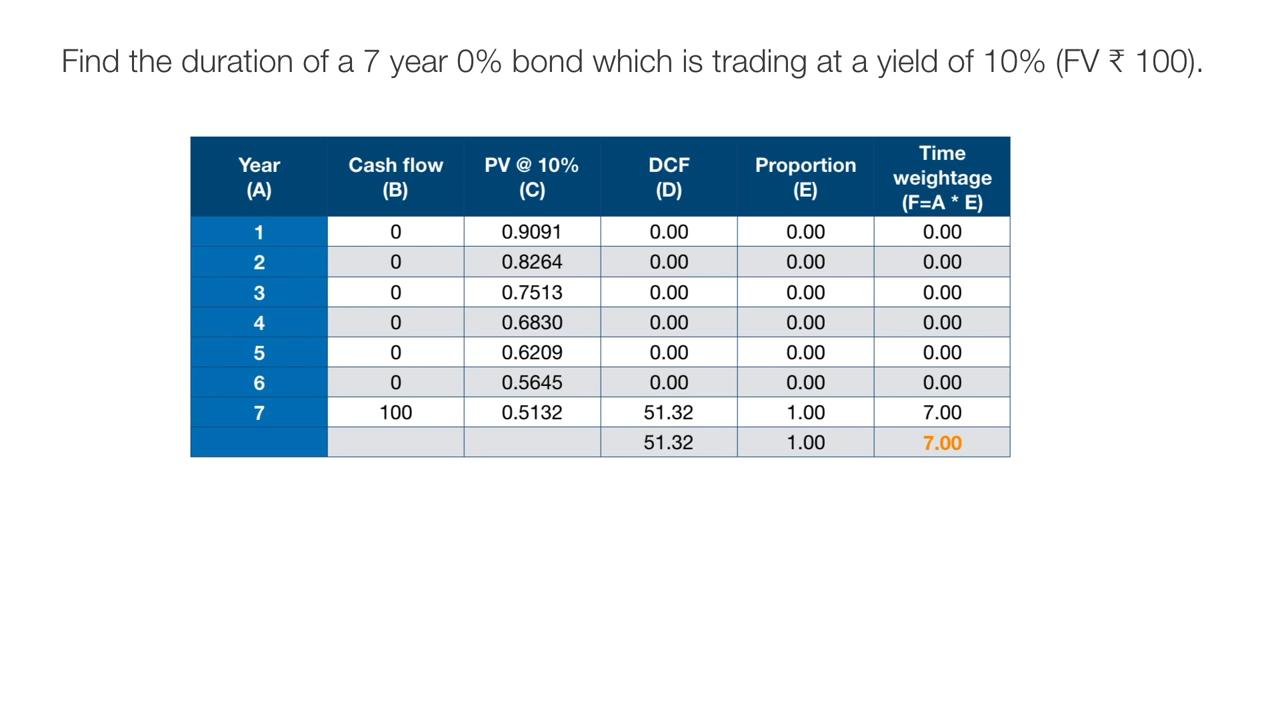 Find the duration of a 7 year 0% bond which is trading at a yield of 10% (FV ₹ 100).
Year (A) Cash flow (B) PV @ 10% (C) DCF (D) Proportion (E) Time weightage (F=A * E)
1 0 0.9091 0.00 0.00 0.00
2 0 0.8264 0.00 0.00 0.00
3 0 0.7513 0.00 0.00 0.00
4 0 0.6830 0.00 0.00 0.00
5 0 0.6209 0.00 0.00 0.00
6 0 0.5645 0.00 0.00 0.00
7 100 0.5132 51.32 1.00 7.00
51.32 1.00 7.00